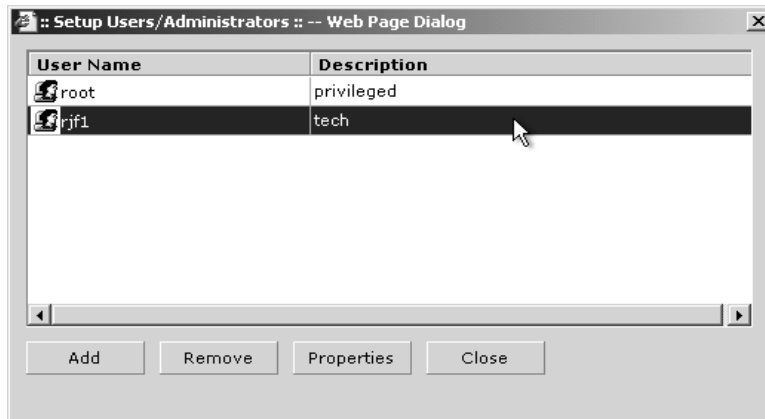 :: Setup Users/Administrators :: -- Web Page Dialog
User Name Description
root privileged
rjf1 tech
Add Remove Properties Close